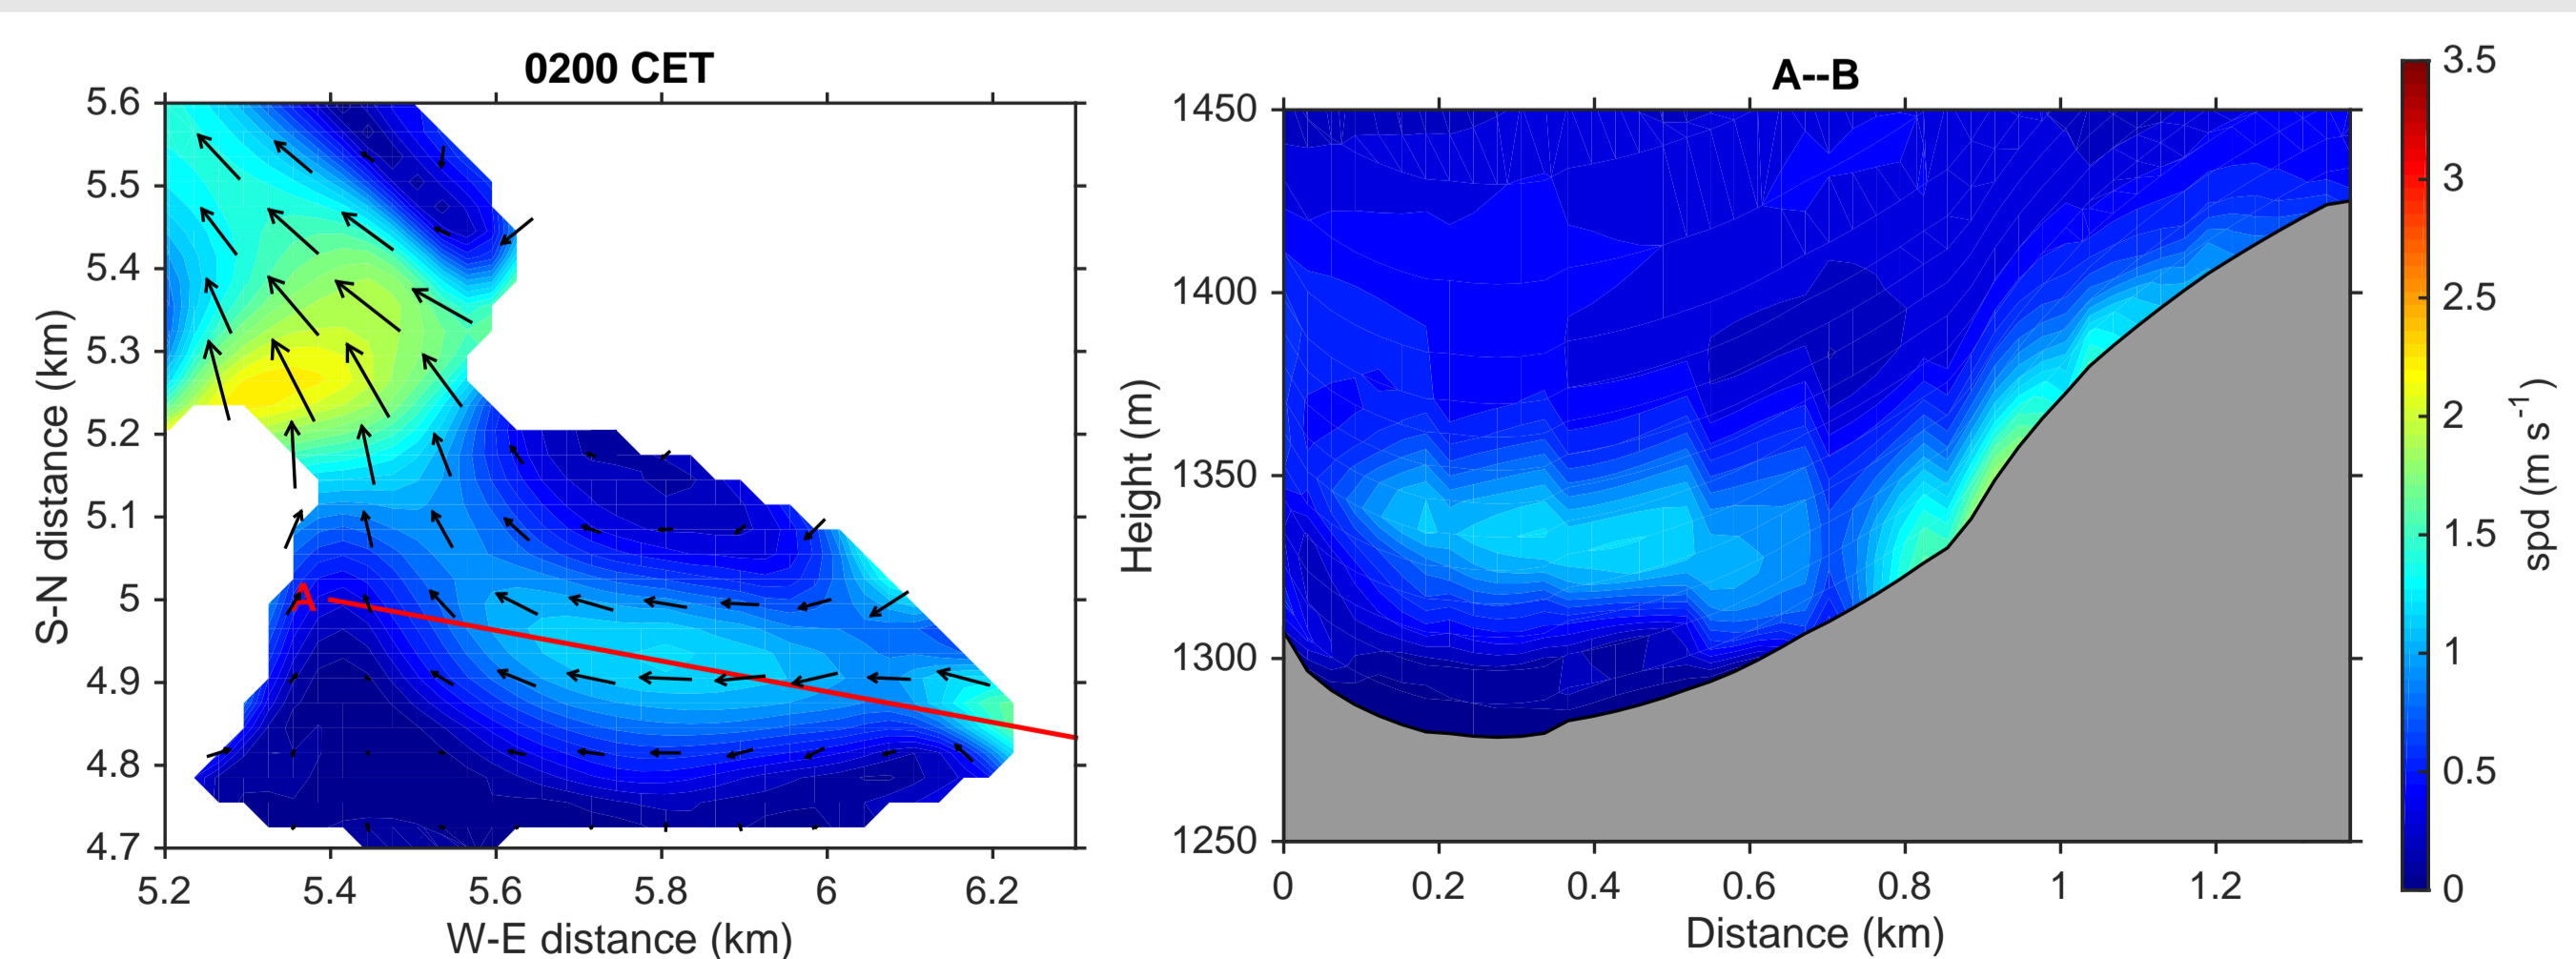 0200 CET
5.6
5.5
5.4
5.3
5.2
5.1
5
4.9
4.8
4.7
S-N distance (km)
A
5.2 5.4 5.6 5.8 6 6.2
W-E distance (km)
A--B
1450
1400
1350
1300
1250
Height (m)
0 0.2 0.4 0.6 0.8 1 1.2
Distance (km)
3.5
3
2.5
2
1.5
1
0.5
0
spd (m s⁻¹)